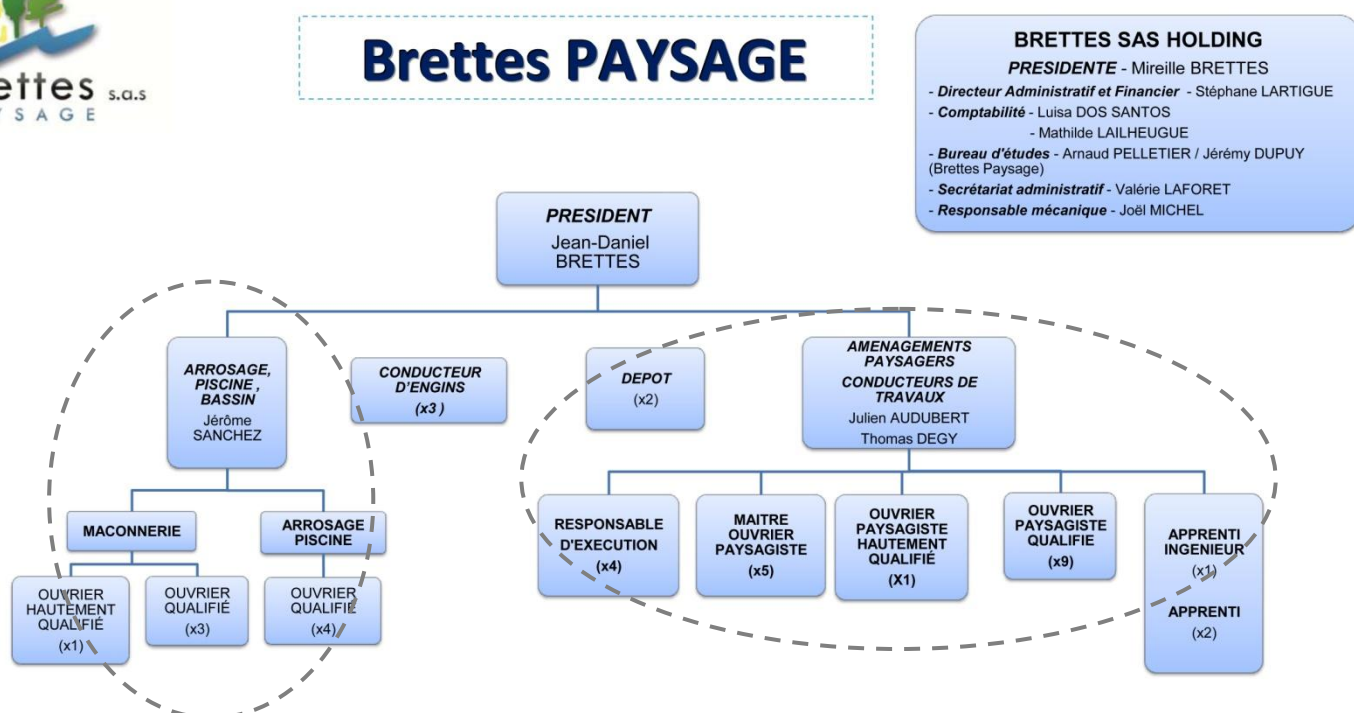 s.a.s
Brettes PAYSAGE
BRETTES SAS HOLDING
PRESIDENTE - Mireille BRETTES
- Directeur Administratif et Financier - Stéphane LARTIGUE
- Comptabilité - Luisa DOS SANTOS
- Mathilde LAILHEUGUE
- Bureau d'études - Arnaud PELLETIER / Jérémy DUPUY
(Brettes Paysage)
- Secrétariat administratif - Valérie LAFORET
- Responsable mécanique - Joël MICHEL
PRESIDENT
Jean-Daniel
BRETTES
ARROSAGE,
PISCINE ,
BASSIN
Jérôme
SANCHEZ
CONDUCTEUR
D'ENGINS
(x3 )
DEPOT
(x2)
AMENAGEMENTS
PAYSAGERS
CONDUCTEURS DE
TRAVAUX
Julien AUDUBERT
Thomas DEGY
MACONNERIE
ARROSAGE
PISCINE
OUVRIER
HAUTEMENT
QUALIFIÉ
(x1)
OUVRIER
QUALIFIÉ
(x3)
OUVRIER
QUALIFIÉ
(x4)
RESPONSABLE
D'EXECUTION
(x4)
MAITRE
OUVRIER
PAYSAGISTE
(x5)
OUVRIER
PAYSAGISTE
HAUTEMENT
QUALIFIÉ
(X1)
OUVRIER
PAYSAGISTE
QUALIFIE
(x9)
APPRENTI
INGENIEUR
(x1)
APPRENTI
(x2)